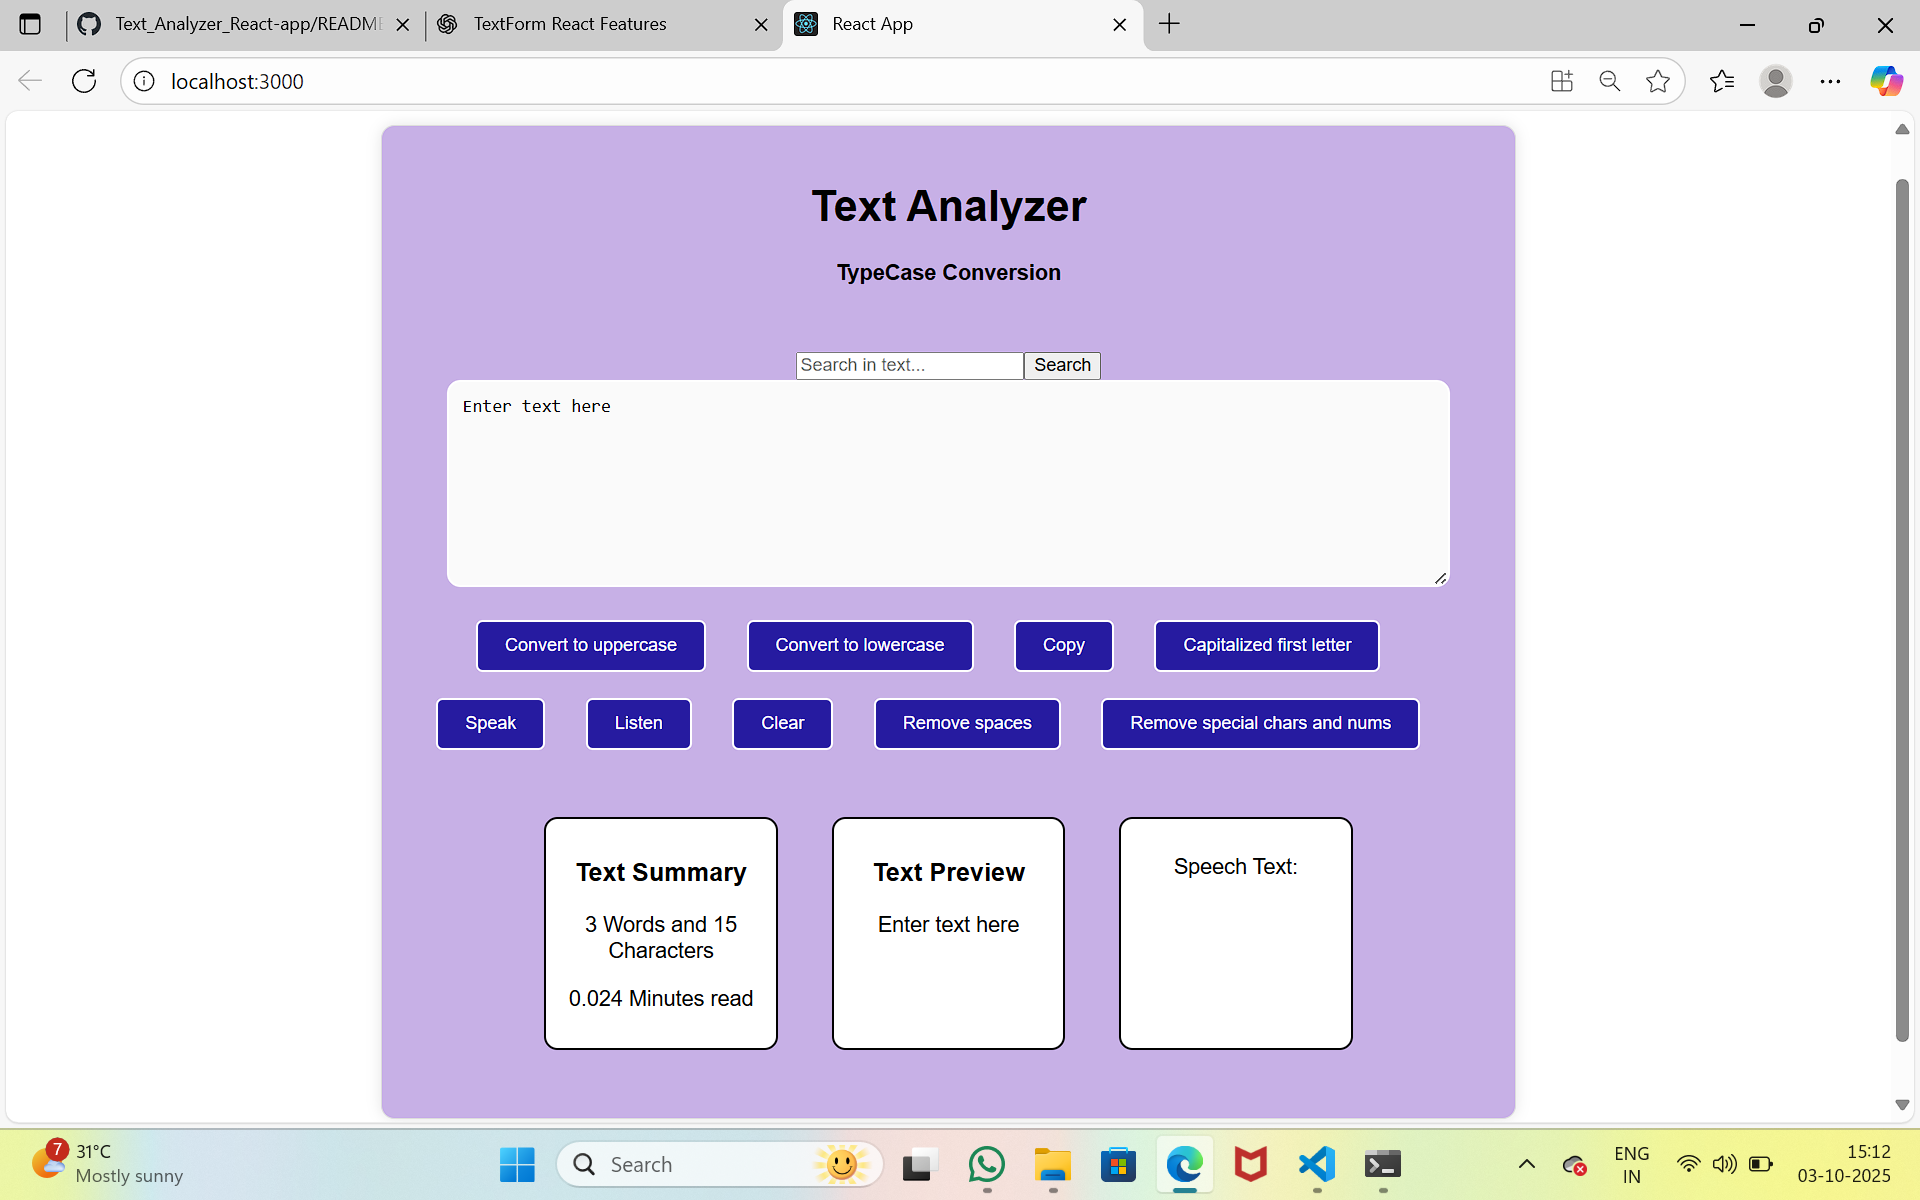 Text_Analyzer_React-app/README
TextForm React Features
React App
localhost:3000
Text Analyzer
TypeCase Conversion
Search in text...
Search
Enter text here
Convert to uppercase
Convert to lowercase
Copy
Capitalized first letter
Speak
Listen
Clear
Remove spaces
Remove special chars and nums
Text Summary
3 Words and 15
Characters
0.024 Minutes read
Text Preview
Enter text here
Speech Text:
7
31°C
Mostly sunny
Search
ENG
IN
15:12
03-10-2025